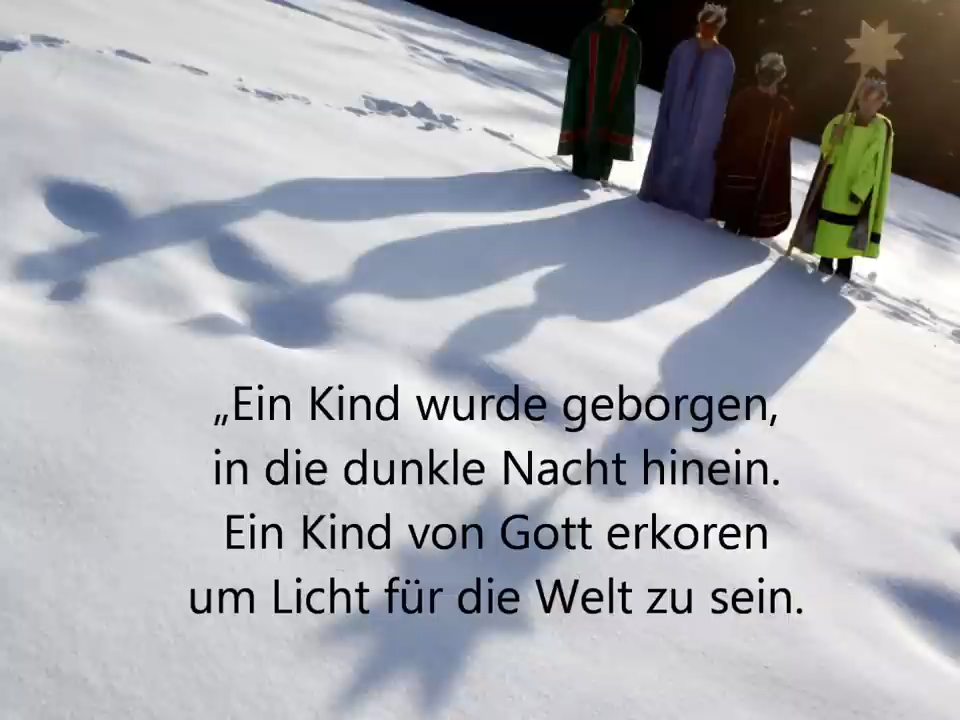 „Ein Kind wurde geborgen,
in die dunkle Nacht hinein.
Ein Kind von Gott erkoren
um Licht für die Welt zu sein.